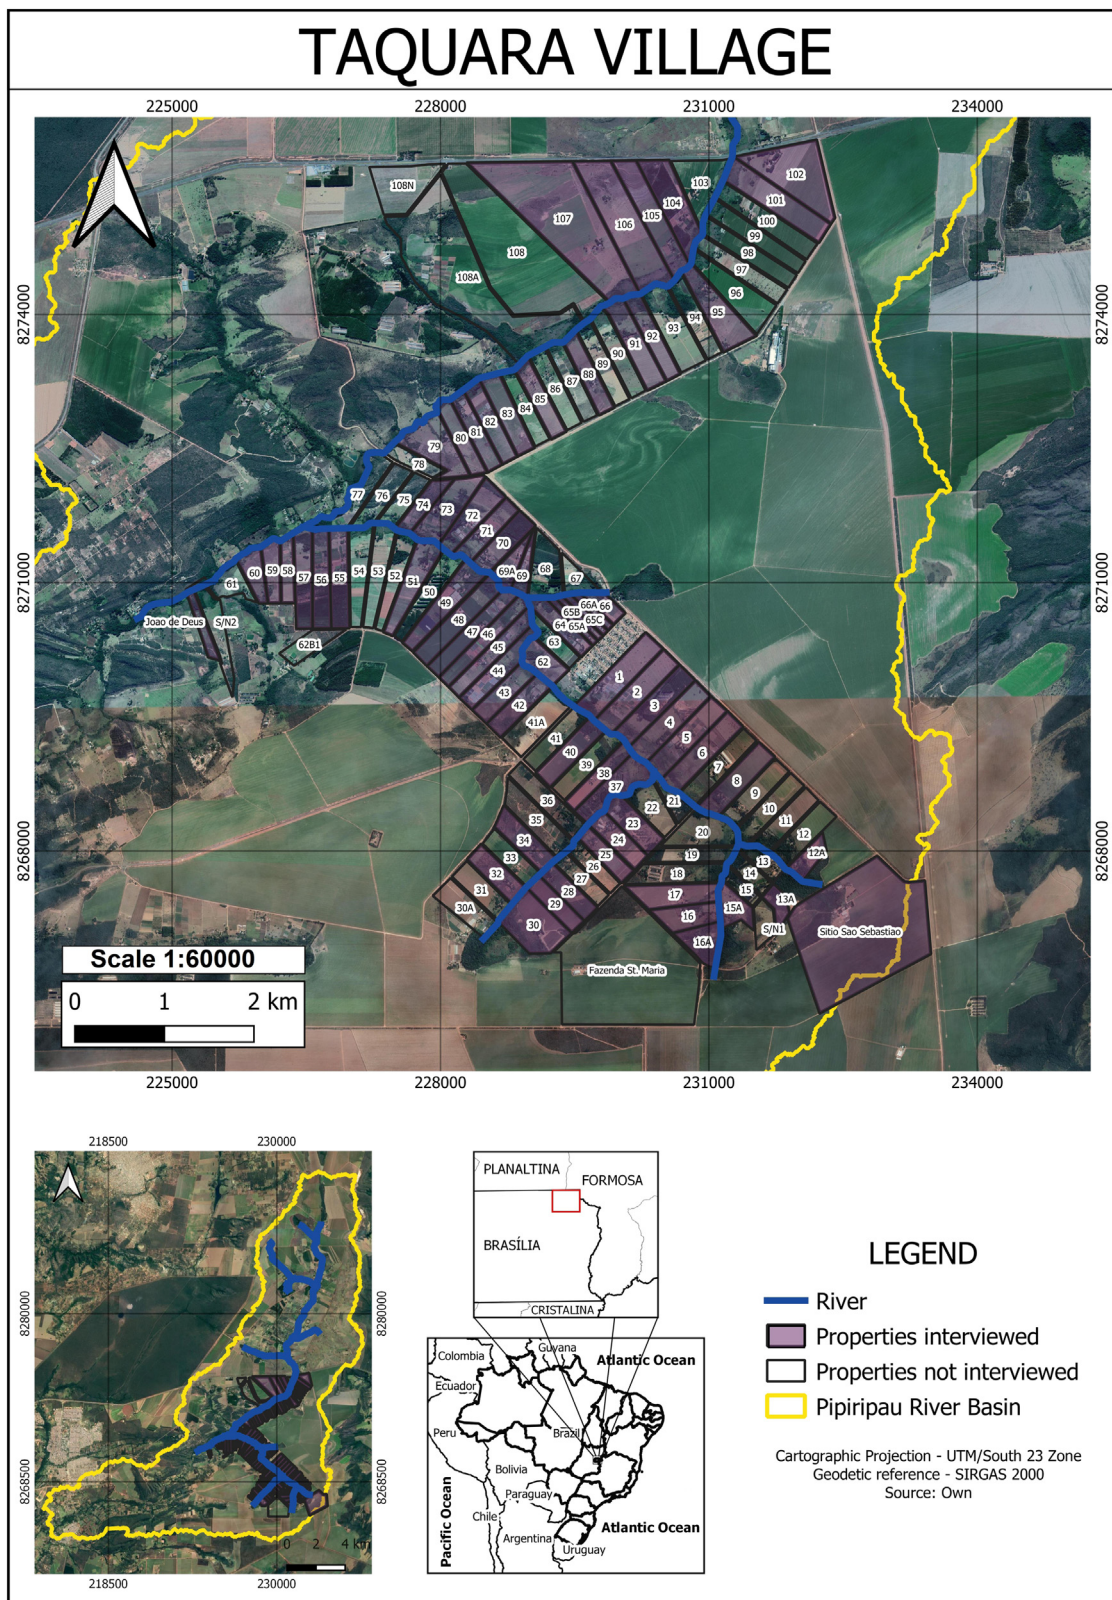 TAQUARA VILLAGE
225000 228000 231000 234000
108N
103
102
101
107
106
105
104
100
99
98
97
96
108
108A
95
94
93
92
91
90
89
88
87
86
85
84
83
82
81
80
79
78
77
76
75
74
73
72
71
70
69A
69
68
67
66A
66
65B
65C
65A
64
63
62
61
60
59
58
57
56
55
54
53
52
51
50
49
48
47
46
45
44
43
42
41A
41
40
39
38
37
36
35
34
33
32
31
30A
30
29
28
27
26
25
24
23
22
21
20
19
18
17
16
16A
15A
15
14
13
13A
12A
12
11
10
9
8
7
6
5
4
3
2
1
Joao de Deus
S/N2
62B1
S/N1
Sitio Sao Sebastiao
Fazenda St. Maria
8274000 8274000
8271000 8271000
8268000 8268000
Scale 1:60000
0 1 2 km
225000 228000 231000 234000
218500 230000
8280000 8280000
8268500 8268500
0 2 4 km
218500 230000
PLANALTINA
FORMOSA
BRASÍLIA
CRISTALINA
Colombia
Guyana
Atlantic Ocean
Ecuador
Peru
Brazil
Bolivia
Paraguay
Chile
Argentina
Uruguay
Atlantic Ocean
Pacific Ocean
LEGEND
River
Properties interviewed
Properties not interviewed
Pipiripau River Basin
Cartographic Projection - UTM/South 23 Zone
Geodetic reference - SIRGAS 2000
Source: Own